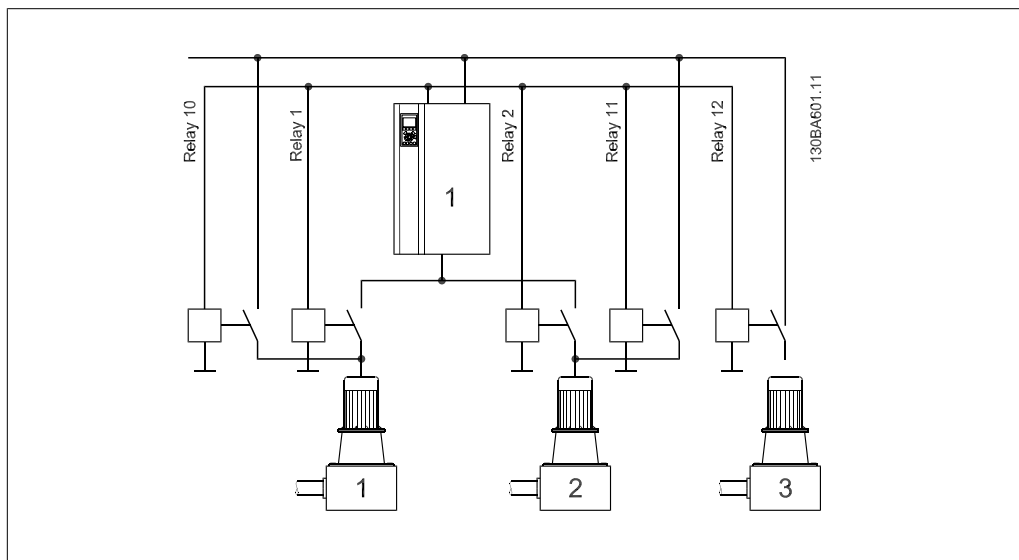 Relay 10
Relay 1
Relay 2
Relay 11
Relay 12
130BA601.11
1
1
2
3